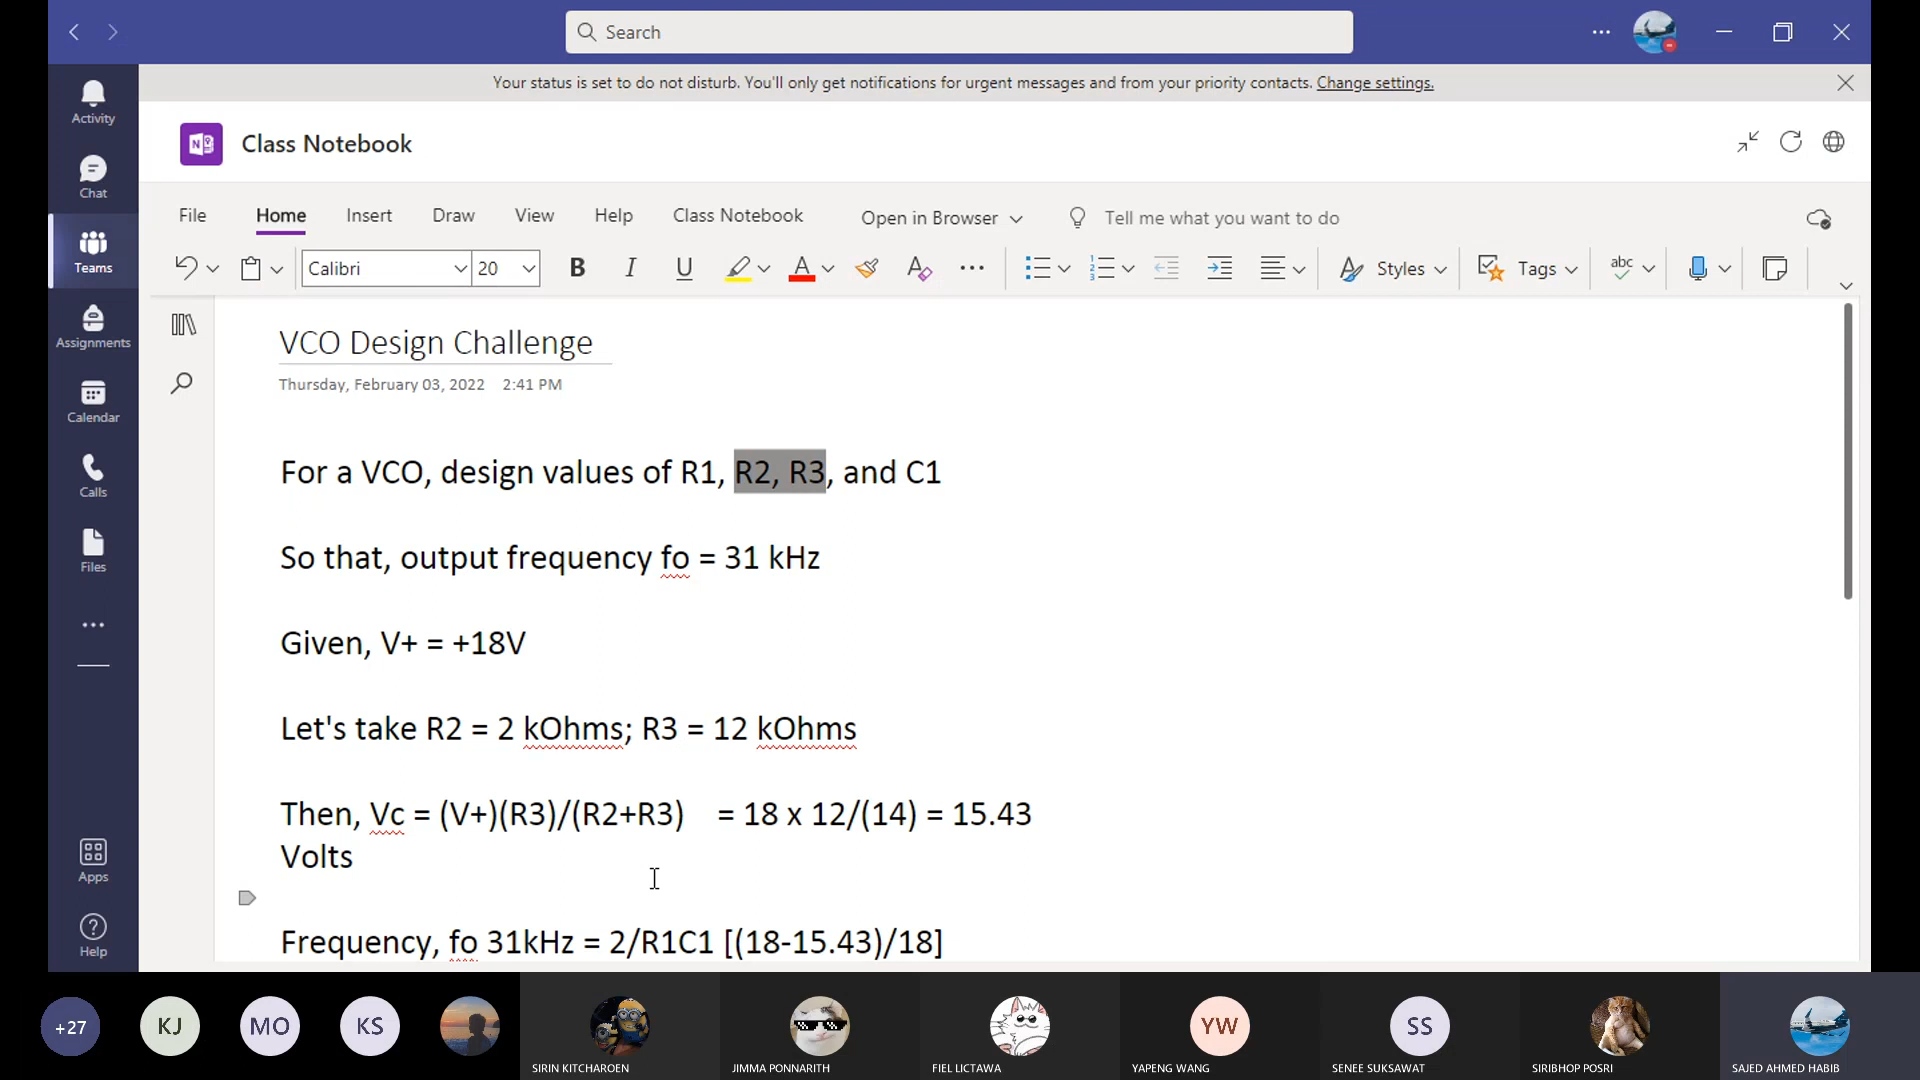 Search
Your status is set to do not disturb. You'll only get notifications for urgent messages and from your priority contacts. Change settings.
Activity
Chat
Teams
Assignments
Calendar
Calls
Files
Apps
Help
Class Notebook
File Home Insert Draw View Help Class Notebook Open in Browser Tell me what you want to do
Calibri 20 B I U A A Styles Tags abc
VCO Design Challenge
Thursday, February 03, 2022 2:41 PM
For a VCO, design values of R1, R2, R3, and C1
So that, output frequency fo = 31 kHz
Given, V+ = +18V
Let's take R2 = 2 kOhms; R3 = 12 kOhms
Then, Vc = (V+)(R3)/(R2+R3) = 18 x 12/(14) = 15.43
Volts
Frequency, fo 31kHz = 2/R1C1 [(18-15.43)/18]
+27 KJ MO KS YW SS
SIRIN KITCHAROEN JIMMA PONNARITH FIEL LICTAWA YAPENG WANG SENEE SUKSAWAT SIRIBHOP POSRI SAJED AHMED HABIB